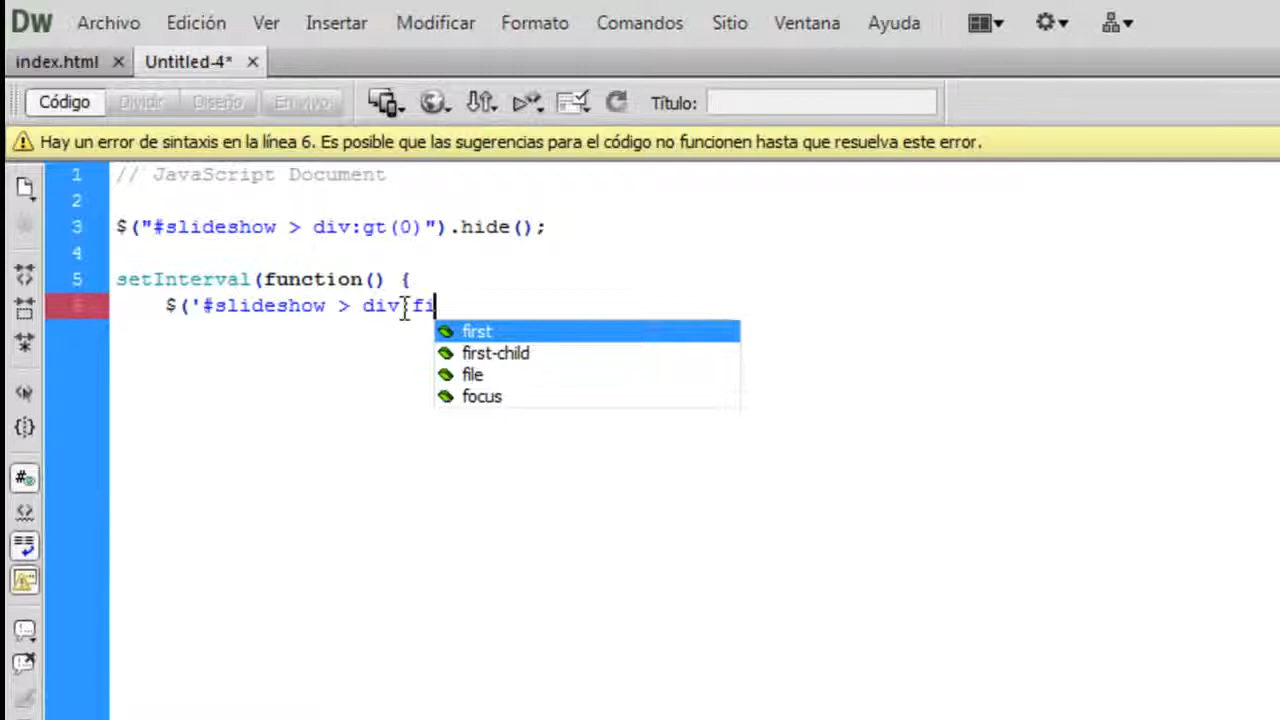 Dw Archivo Edición Ver Insertar Modificar Formato Comandos Sitio Ventana Ayuda
index.html Untitled-4*
Código Dividir Diseño En vivo Título:
Hay un error de sintaxis en la línea 6. Es posible que las sugerencias para el código no funcionen hasta que resuelva este error.
1 // JavaScript Document
2
3 $("#slideshow > div:gt(0)").hide();
4
5 setInterval(function() {
6 $('#slideshow > div:fi
first
first-child
file
focus